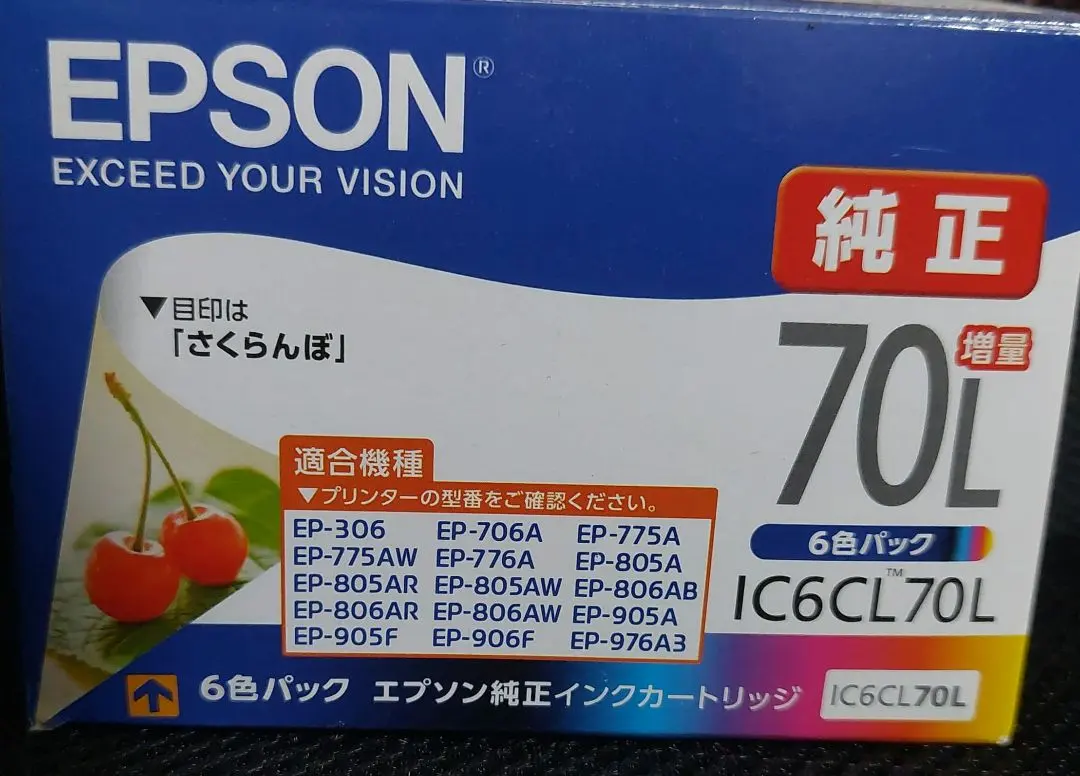 EPSON®
EXCEED YOUR VISION
純正
▼目印は
「さくらんぼ」
70L
増量
適合機種
▼プリンターの型番をご確認ください。
EP-306 EP-706A EP-775A
EP-775AW EP-776A EP-805A
EP-805AR EP-805AW EP-806AB
EP-806AR EP-806AW EP-905A
EP-905F EP-906F EP-976A3
6色パック
IC6CL™70L
6色パック エプソン純正インクカートリッジ IC6CL70L